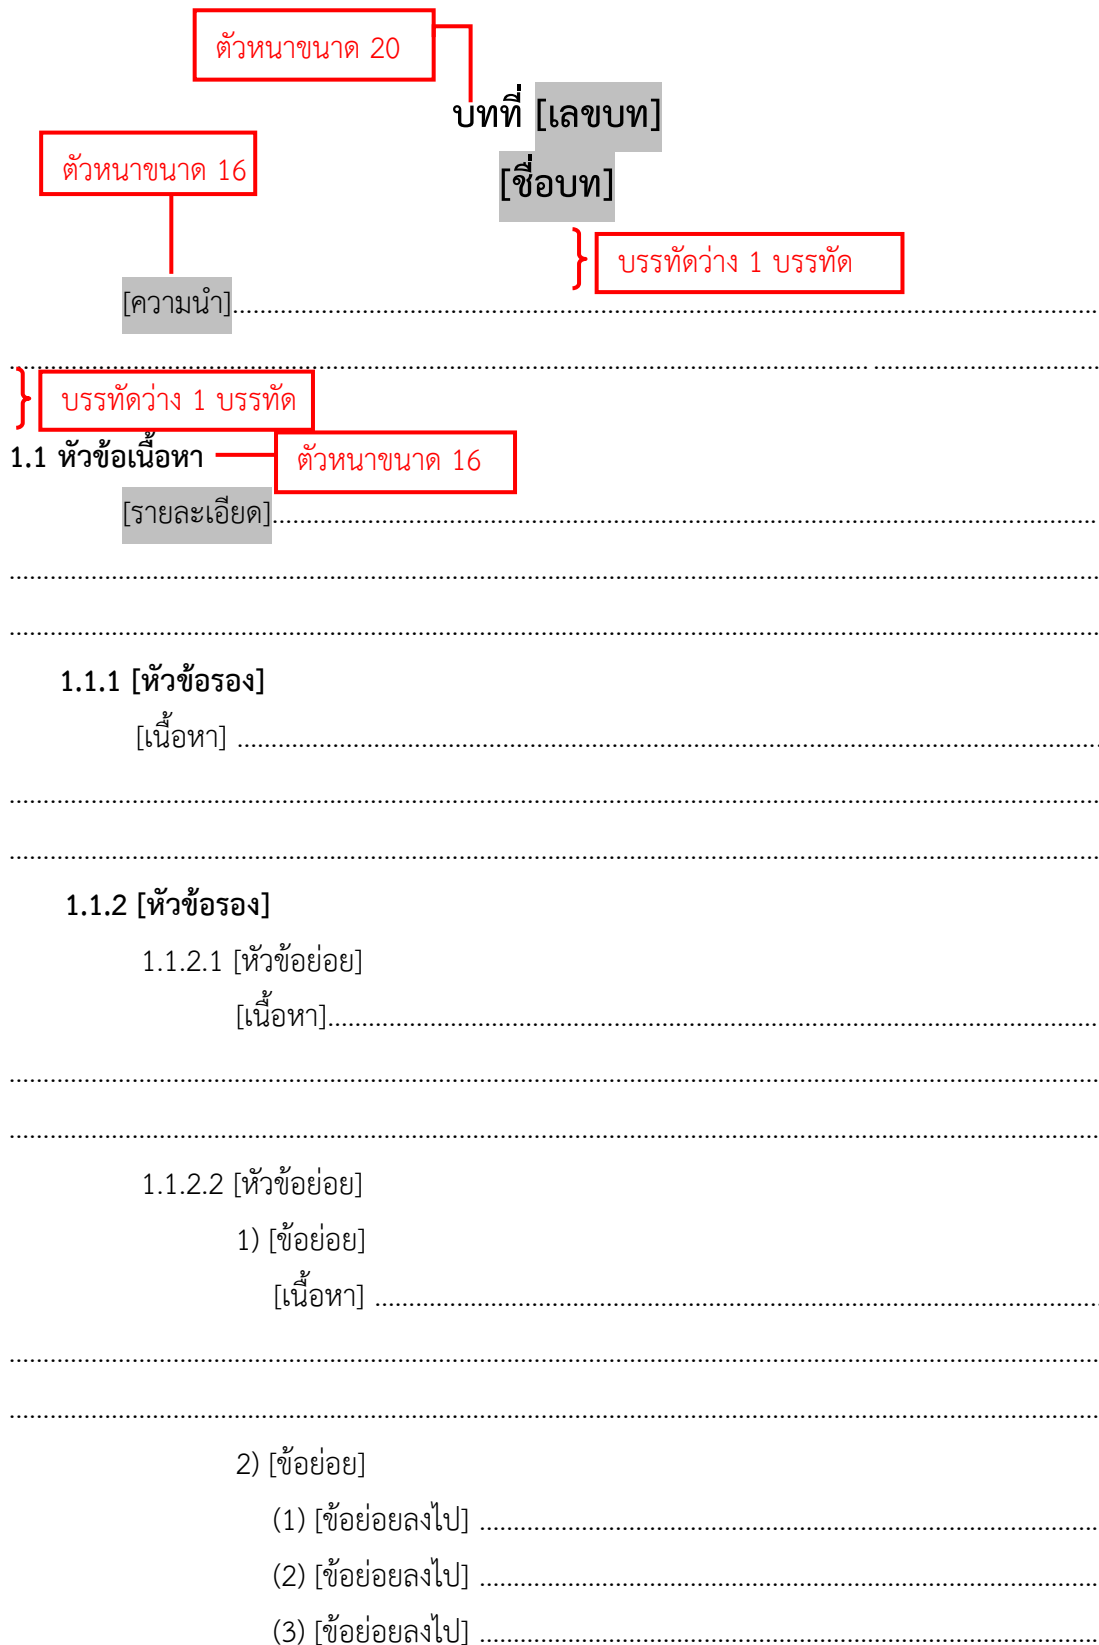 ตัวหนาขนาด 20
บทที่ [เลขบท]
ตัวหนาขนาด 16
[ชื่อบท]
บรรทัดว่าง 1 บรรทัด
[ความนำ]................................................................................................................................
................................................................................................................................ ..................................
บรรทัดว่าง 1 บรรทัด
1.1 หัวข้อเนื้อหา
ตัวหนาขนาด 16
[รายละเอียด]..........................................................................................................................
................................................................................................................................................................
................................................................................................................................................................
1.1.1 [หัวข้อรอง]
[เนื้อหา] ................................................................................................................................
................................................................................................................................................................
................................................................................................................................................................
1.1.2 [หัวข้อรอง]
1.1.2.1 [หัวข้อย่อย]
[เนื้อหา]..................................................................................................................
................................................................................................................................................................
................................................................................................................................................................
1.1.2.2 [หัวข้อย่อย]
1) [ข้อย่อย]
[เนื้อหา] ...........................................................................................................
................................................................................................................................................................
................................................................................................................................................................
2) [ข้อย่อย]
(1) [ข้อย่อยลงไป] ............................................................................................
(2) [ข้อย่อยลงไป] ............................................................................................
(3) [ข้อย่อยลงไป] ............................................................................................